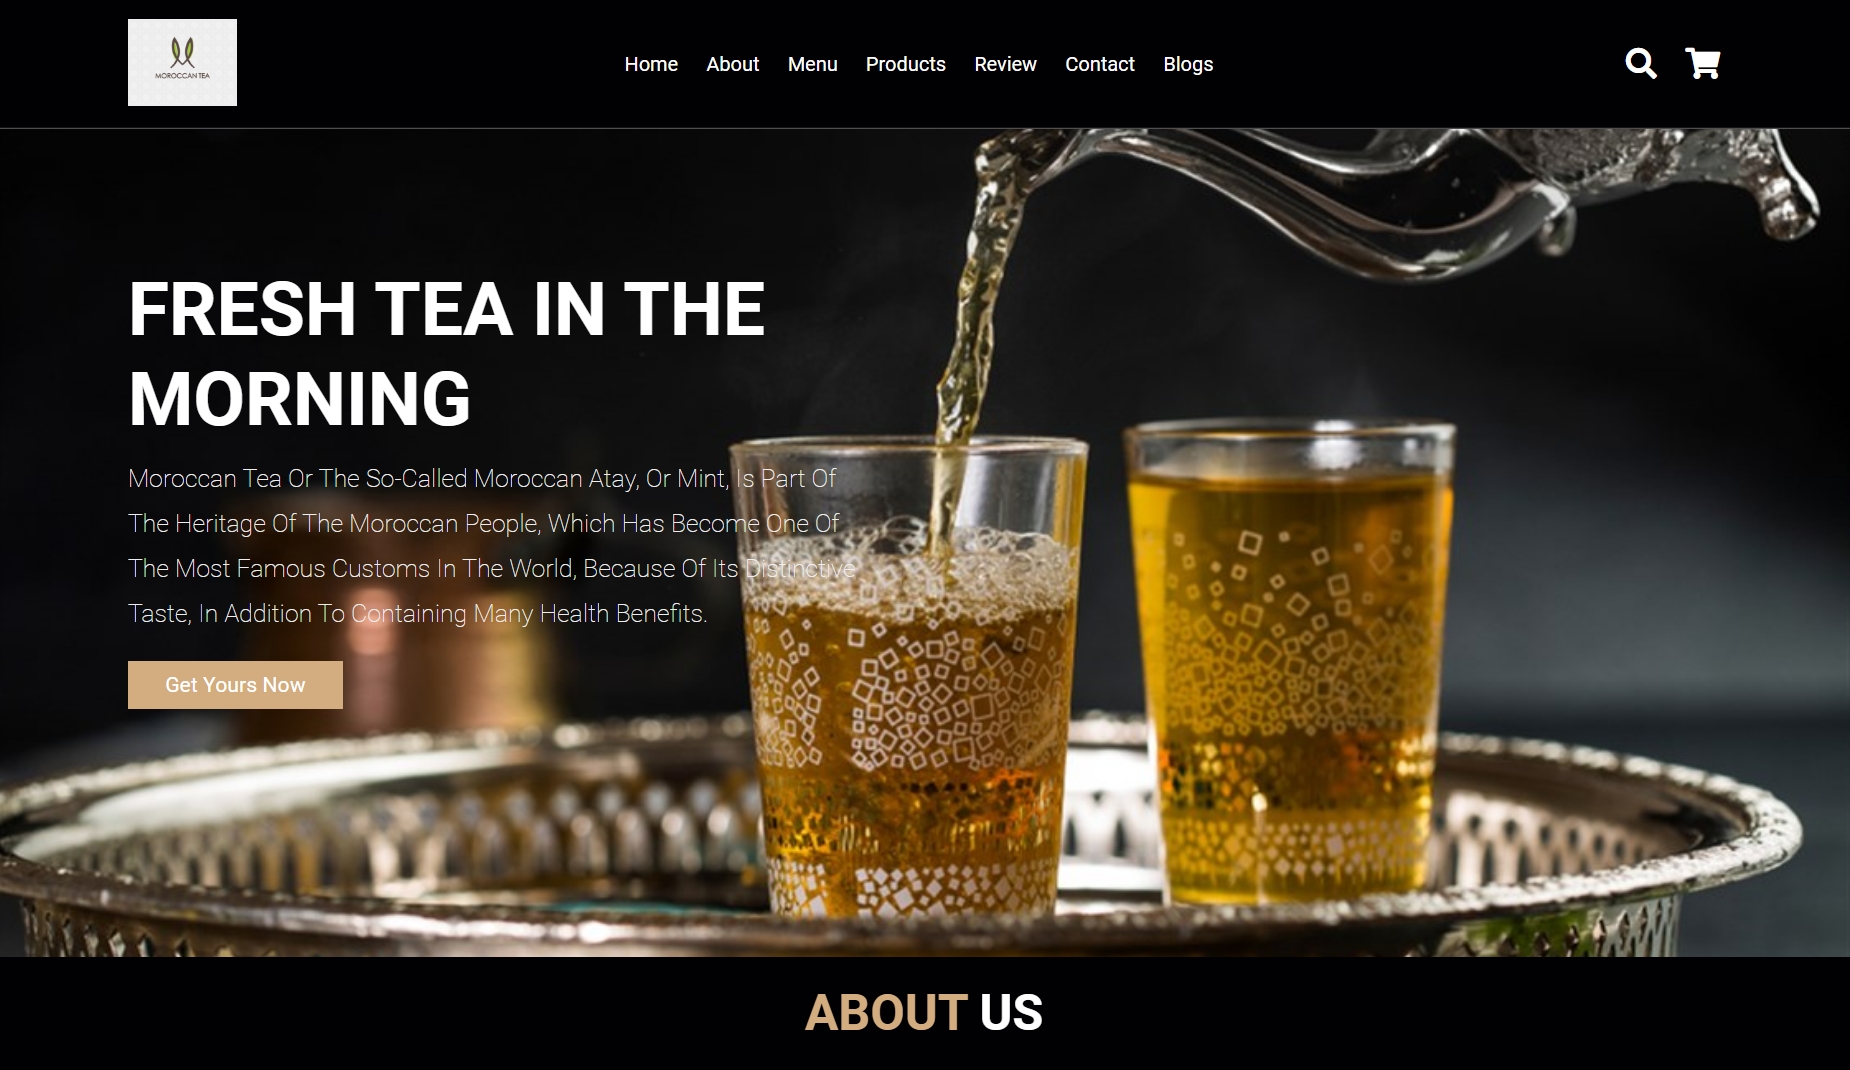 MOROCCAN TEA
Home About Menu Products Review Contact Blogs
FRESH TEA IN THE
MORNING
Moroccan Tea Or The So-Called Moroccan Atay, Or Mint, Is Part Of
The Heritage Of The Moroccan People, Which Has Become One Of
The Most Famous Customs In The World, Because Of Its Distinctive
Taste, In Addition To Containing Many Health Benefits.
Get Yours Now
ABOUT US